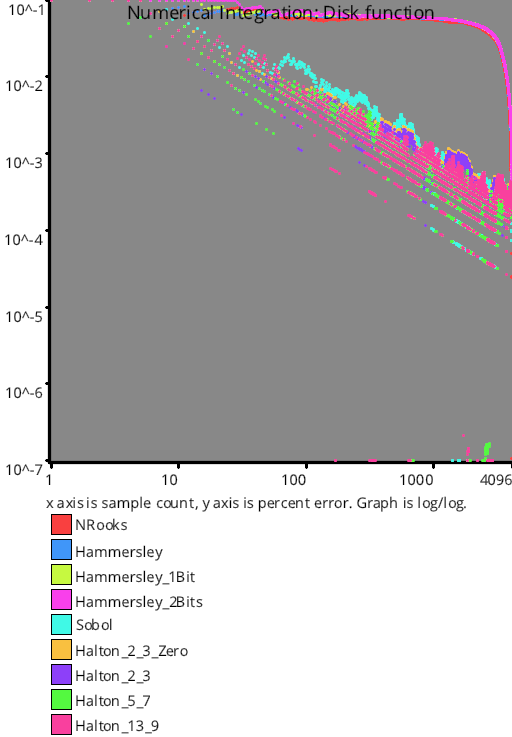 Numerical Integration: Disk function
10^-1
10^-2
10^-3
10^-4
10^-5
10^-6
10^-7
1 10 100 1000 4096
x axis is sample count, y axis is percent error. Graph is log/log.
NRooks
Hammersley
Hammersley_1Bit
Hammersley_2Bits
Sobol
Halton_2_3_Zero
Halton_2_3
Halton_5_7
Halton_13_9